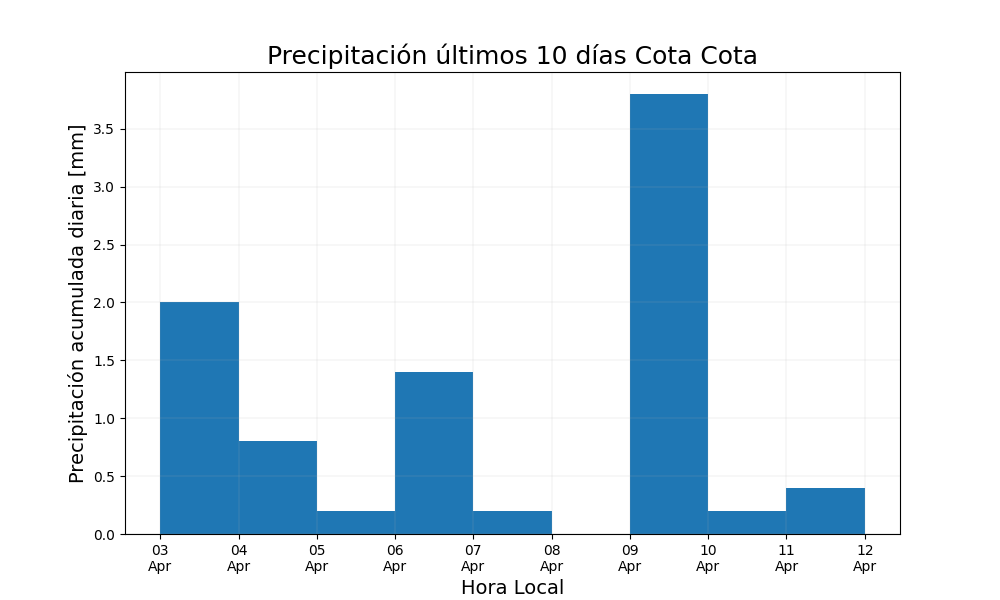 Precipitación últimos 10 días Cota Cota
Precipitación acumulada diaria [mm]
3.5
3.0
2.5
2.0
1.5
1.0
0.5
0.0
03 04 05 06 07 08 09 10 11 12
Apr Apr Apr Apr Apr Apr Apr Apr Apr Apr
Hora Local